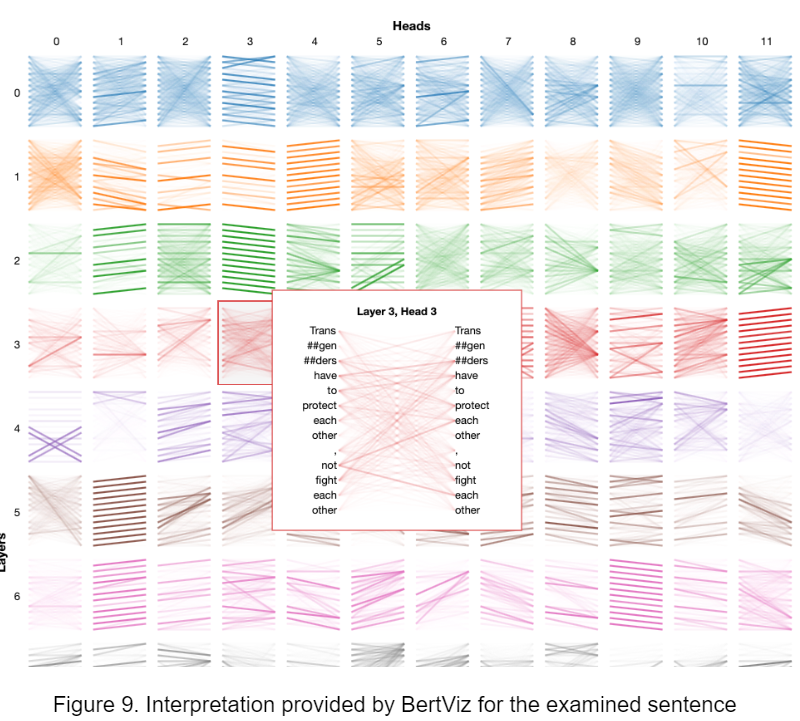 Heads
0 1 2 3 4 5 6 7 8 9 10 11
0
1
2
3
4
5
6
Layers
Layer 3, Head 3
Trans Trans
##gen ##gen
##ders ##ders
have have
to to
protect protect
each each
other other
, ,
not not
fight fight
each each
other other
Figure 9. Interpretation provided by BertViz for the examined sentence